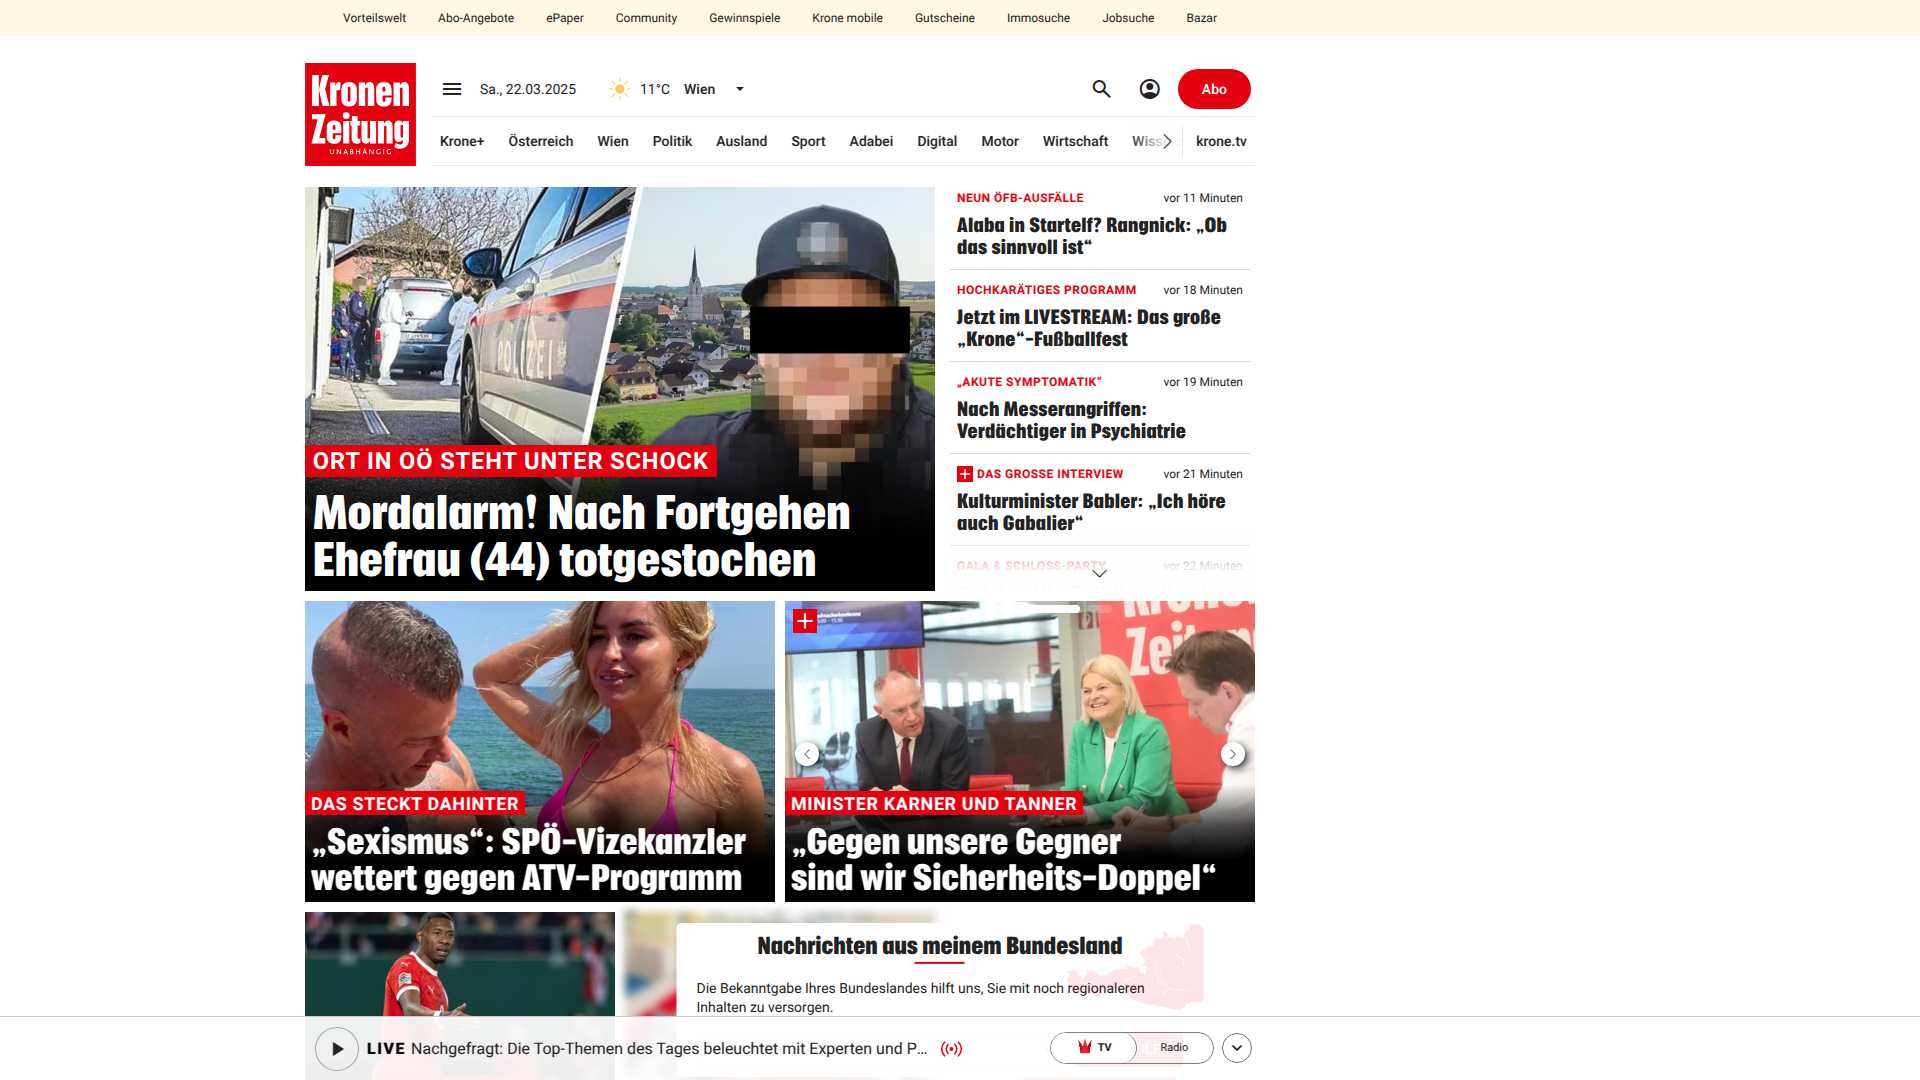 Vorteilswelt Abo-Angebote ePaper Community Gewinnspiele Krone mobile Gutscheine Immosuche Jobsuche Bazar
Kronen
Zeitung
UNABHÄNGIG
Sa., 22.03.2025 11°C Wien
Abo
Krone+ Österreich Wien Politik Ausland Sport Adabei Digital Motor Wirtschaft Wiss krone.tv
POLIZEI
ORT IN OÖ STEHT UNTER SCHOCK
Mordalarm! Nach Fortgehen
Ehefrau (44) totgestochen
NEUN ÖFB-AUSFÄLLE vor 11 Minuten
Alaba in Startelf? Rangnick: „Ob
das sinnvoll ist“
HOCHKARÄTIGES PROGRAMM vor 18 Minuten
Jetzt im LIVESTREAM: Das große
„Krone“-Fußballfest
„AKUTE SYMPTOMATIK“ vor 19 Minuten
Nach Messerangriffen:
Verdächtiger in Psychiatrie
DAS GROSSE INTERVIEW vor 21 Minuten
Kulturminister Babler: „Ich höre
auch Gabalier“
GALA & SCHLOSS-PARTY vor 22 Minuten
DAS STECKT DAHINTER
„Sexismus“: SPÖ-Vizekanzler
wettert gegen ATV-Programm
MINISTER KARNER UND TANNER
„Gegen unsere Gegner
sind wir Sicherheits-Doppel“
Nachrichten aus meinem Bundesland
Die Bekanntgabe Ihres Bundeslandes hilft uns, Sie mit noch regionaleren
Inhalten zu versorgen.
LIVE Nachgefragt: Die Top-Themen des Tages beleuchtet mit Experten und P...
TV Radio